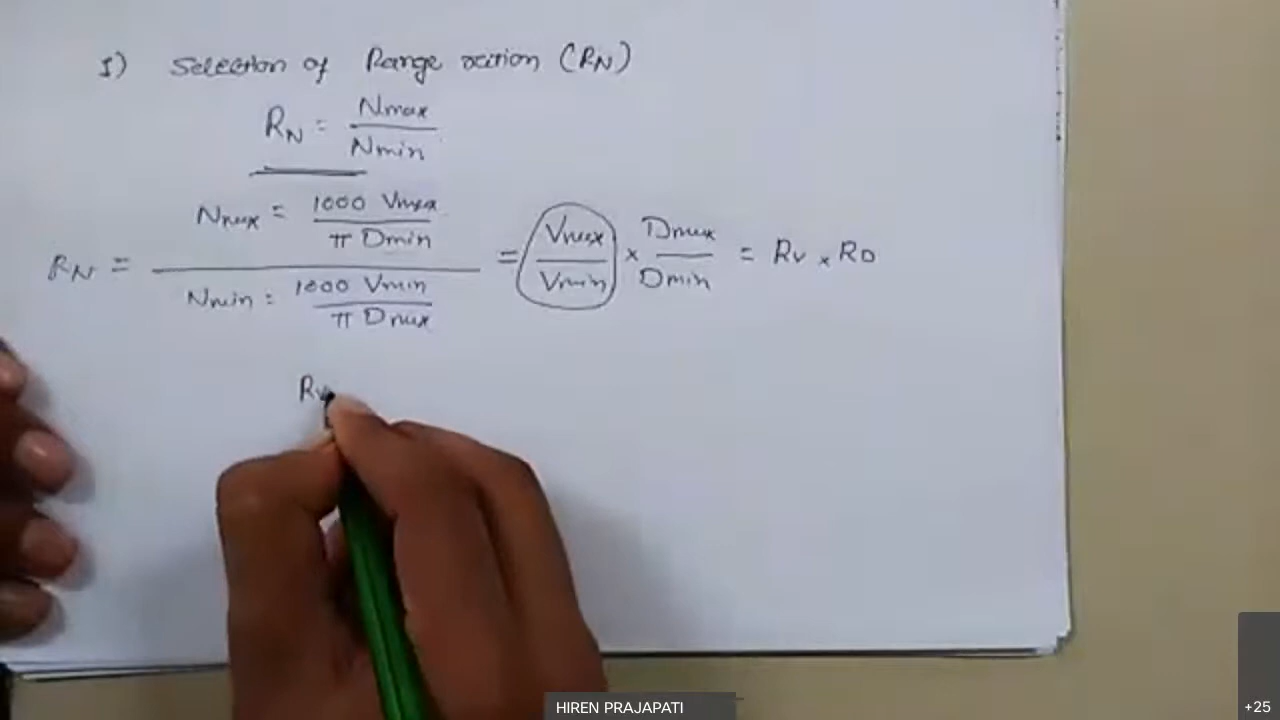 1) Selection of Range ration (RN)
RN = Nmax / Nmin
RN = Nmax = 1000 Vmax / π Dmin
Nmin = 1000 Vmin / π Dmax
= Vmax / Vmin × Dmax / Dmin = Rv × RD
Rv
HIREN PRAJAPATI
+25